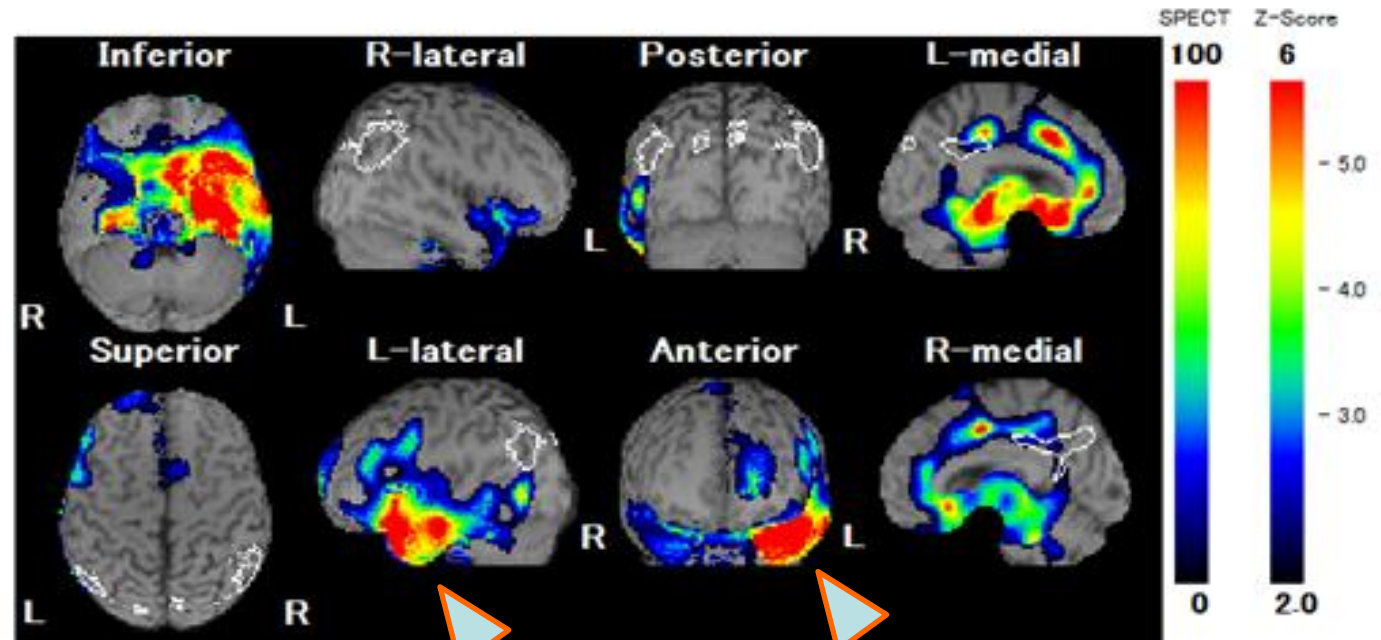 SPECT Z-Score
100 6
Inferior R-lateral Posterior L-medial
- 5.0
L R
- 4.0
R L
Superior L-lateral Anterior R-medial
- 3.0
R L
L R
0 2.0